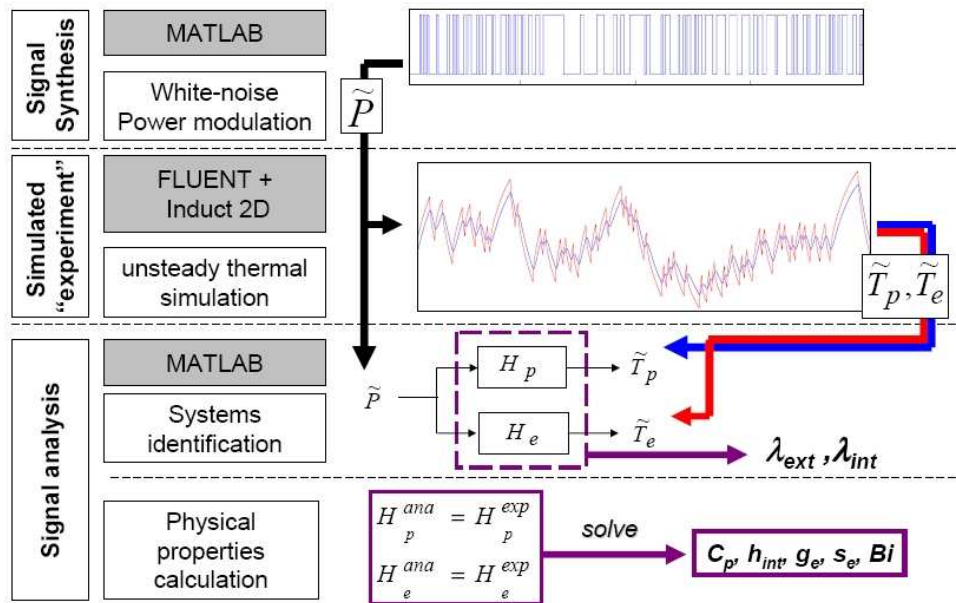 Signal
Synthesis
MATLAB
White-noise
Power modulation
P̃
Simulated
“experiment”
FLUENT +
Induct 2D
unsteady thermal
simulation
T̃p, T̃e
Signal analysis
MATLAB
Systems
identification
P̃
Hp
T̃p
He
T̃e
λext ,λint
Physical
properties
calculation
Hp^ana = Hp^exp
He^ana = He^exp
solve
Cp, hint, ge, se, Bi